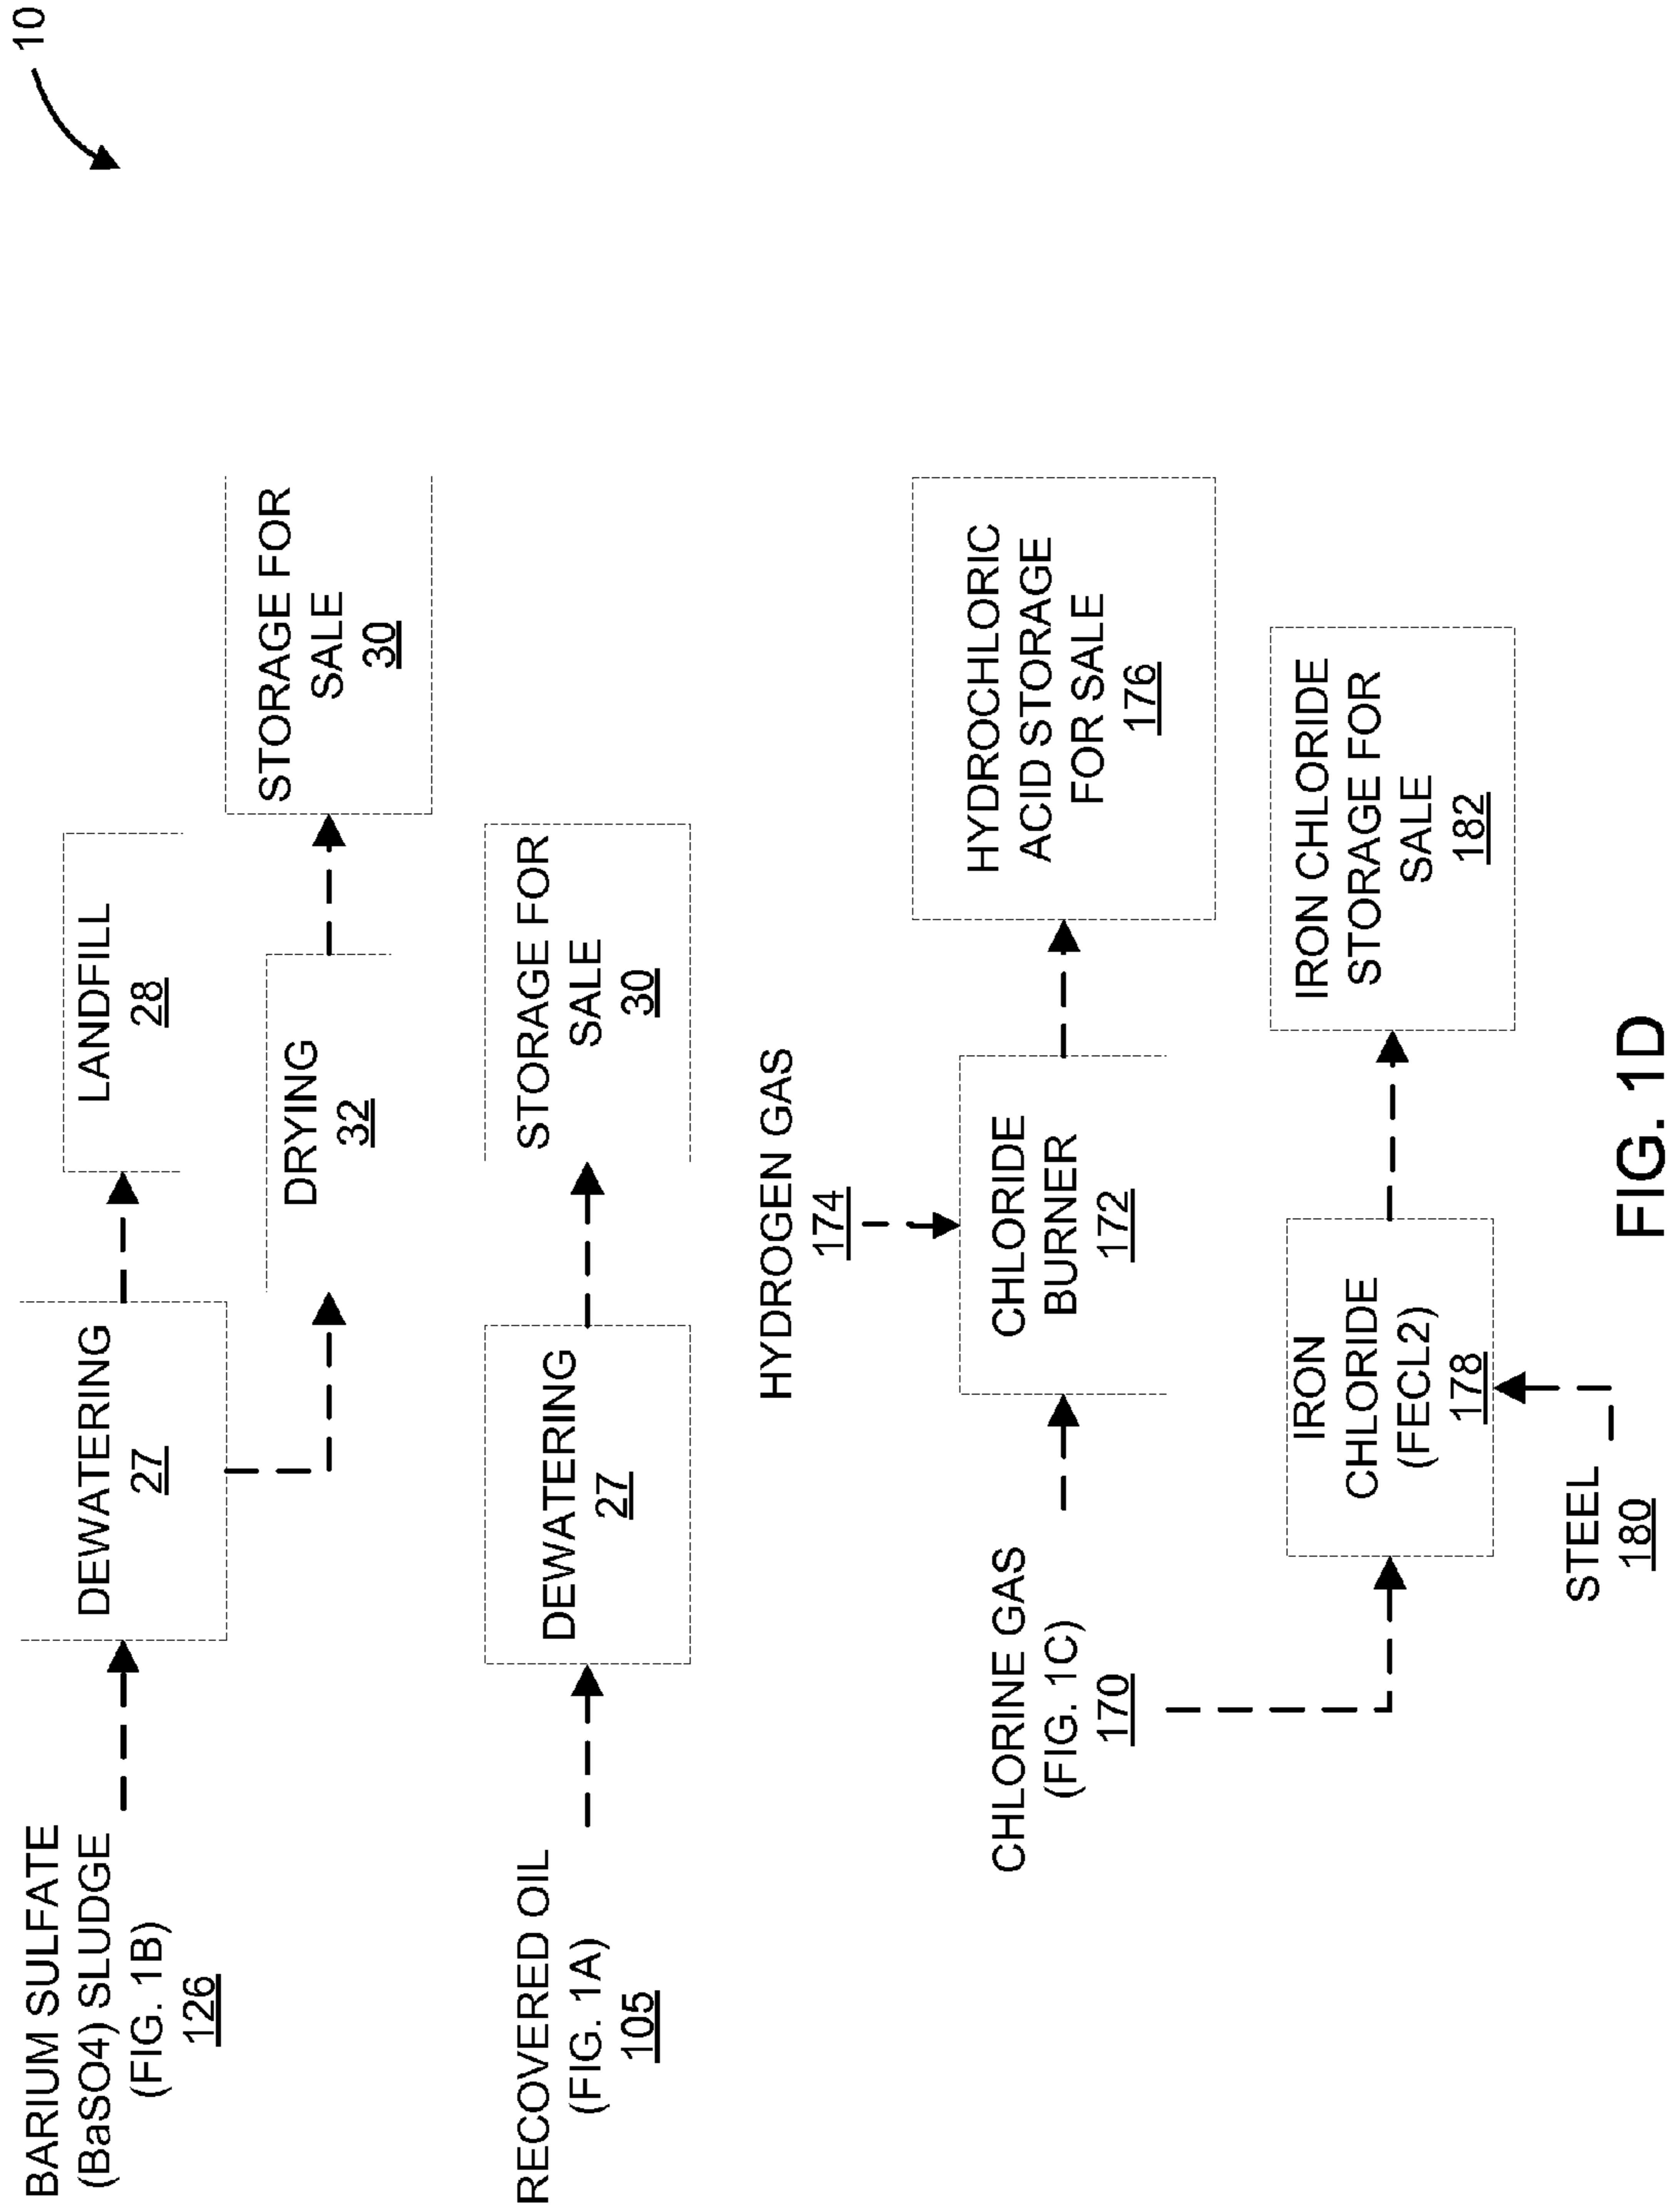 10
BARIUM SULFATE
(BaSO4) SLUDGE
(FIG. 1B)
126
DEWATERING
27
LANDFILL
28
DRYING
32
STORAGE FOR
SALE
30
RECOVERED OIL
(FIG. 1A)
105
DEWATERING
27
STORAGE FOR
SALE
30
HYDROGEN GAS
174
CHLORINE GAS
(FIG. 1C)
170
CHLORIDE
BURNER
172
HYDROCHLORIC
ACID STORAGE
FOR SALE
176
IRON
CHLORIDE
(FECL2)
178
IRON CHLORIDE
STORAGE FOR
SALE
182
STEEL
180
FIG. 1D